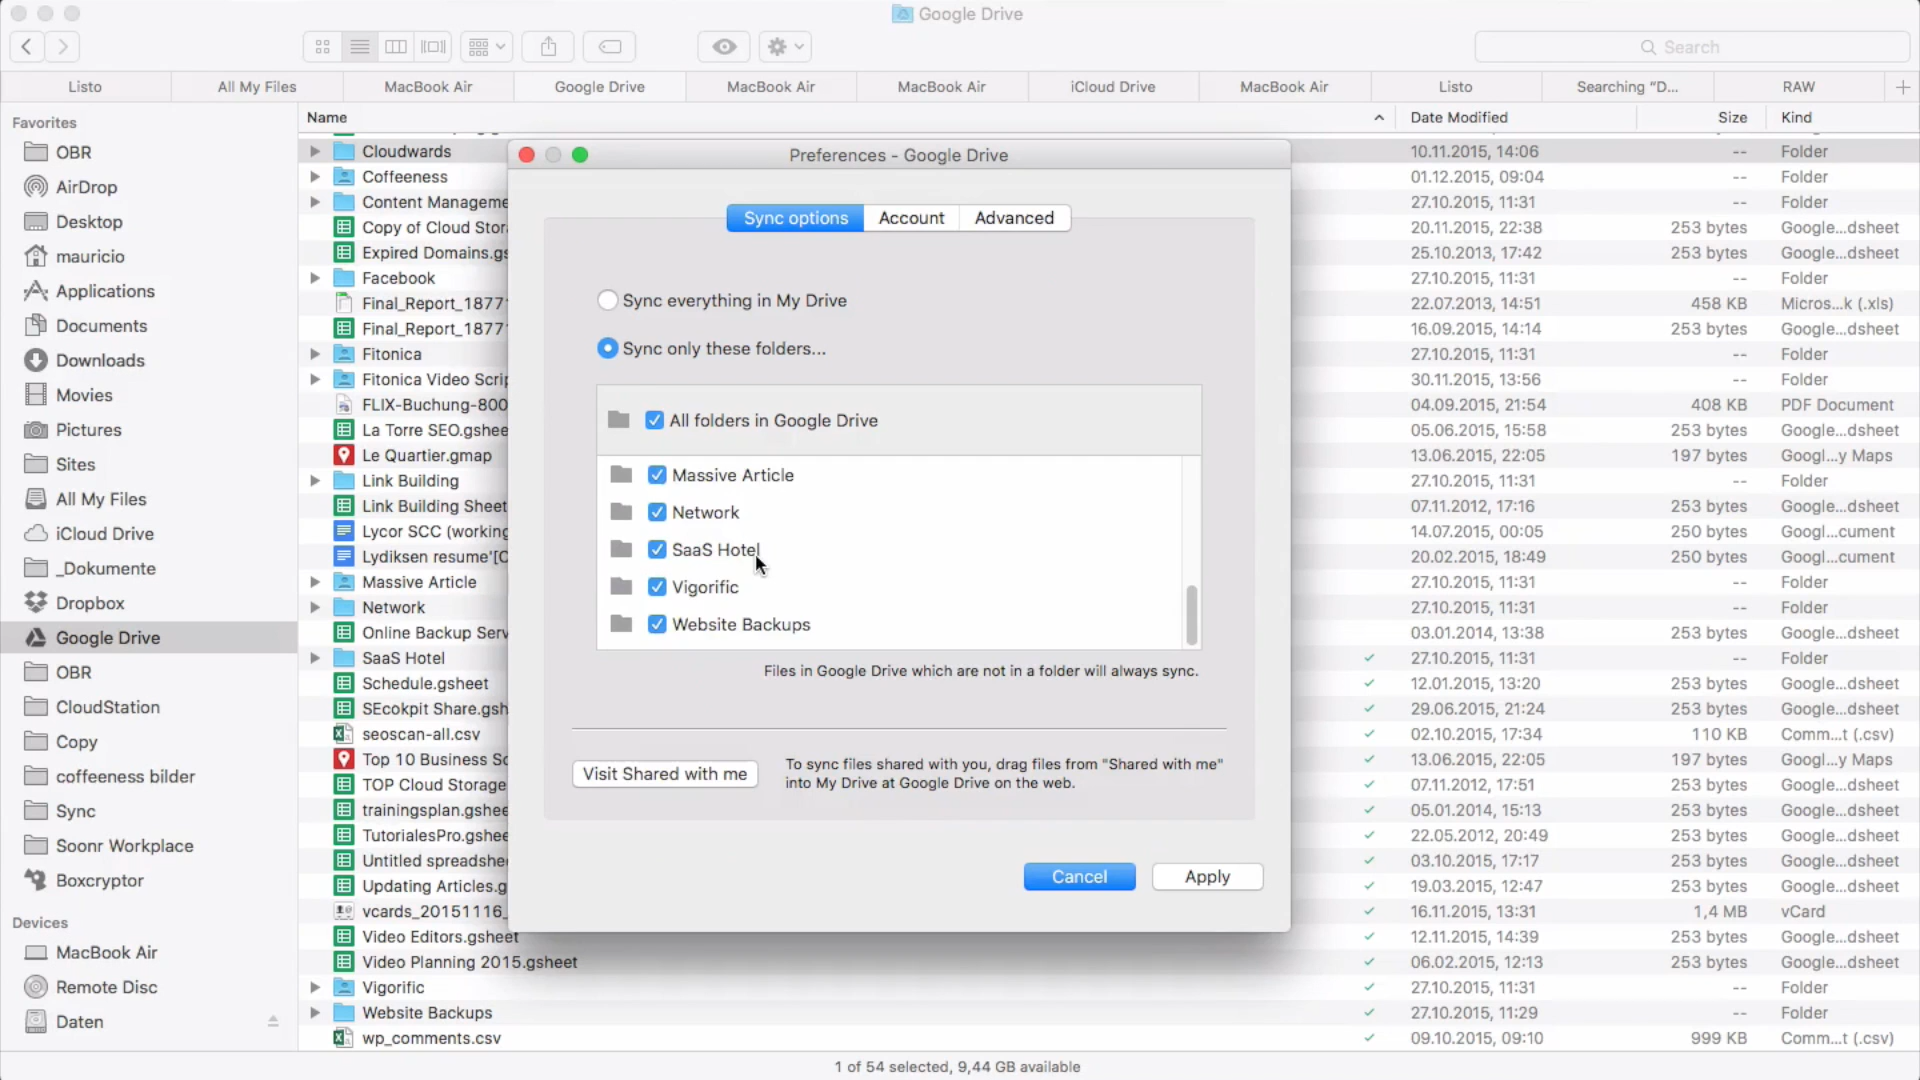 Google Drive
Search
Listo
All My Files
MacBook Air
Google Drive
MacBook Air
MacBook Air
iCloud Drive
MacBook Air
Listo
Searching “D...
RAW
Favorites
OBR
AirDrop
Desktop
mauricio
Applications
Documents
Downloads
Movies
Pictures
Sites
All My Files
iCloud Drive
_Dokumente
Dropbox
Google Drive
OBR
CloudStation
Copy
coffeeness bilder
Sync
Soonr Workplace
Boxcryptor
Devices
MacBook Air
Remote Disc
Daten
Name Date Modified Size Kind
Cloudwards 10.11.2015, 14:06 -- Folder
Coffeeness 01.12.2015, 09:04 -- Folder
Content Manageme 27.10.2015, 11:31 -- Folder
Copy of Cloud Stor 20.11.2015, 22:38 253 bytes Google...dsheet
Expired Domains.gs 25.10.2013, 17:42 253 bytes Google...dsheet
Facebook 27.10.2015, 11:31 -- Folder
Final_Report_1877 22.07.2013, 14:51 458 KB Micros...k (.xls)
Final_Report_1877 16.09.2015, 14:14 253 bytes Google...dsheet
Fitonica 27.10.2015, 11:31 -- Folder
Fitonica Video Scrip 30.11.2015, 13:56 -- Folder
FLIX-Buchung-800 04.09.2015, 21:54 408 KB PDF Document
La Torre SEO.gshee 05.06.2015, 15:58 253 bytes Google...dsheet
Le Quartier.gmap 13.06.2015, 22:05 197 bytes Googl...y Maps
Link Building 27.10.2015, 11:31 -- Folder
Link Building Sheet 07.11.2012, 17:16 253 bytes Google...dsheet
Lycor SCC (working 14.07.2015, 00:05 250 bytes Googl...cument
Lydiksen resume'[C 20.02.2015, 18:49 250 bytes Googl...cument
Massive Article 27.10.2015, 11:31 -- Folder
Network 27.10.2015, 11:31 -- Folder
Online Backup Serv 03.01.2014, 13:38 253 bytes Google...dsheet
SaaS Hotel 27.10.2015, 11:31 -- Folder
Schedule.gsheet 12.01.2015, 13:20 253 bytes Google...dsheet
SEcokpit Share.gsh 29.06.2015, 21:24 253 bytes Google...dsheet
seoscan-all.csv 02.10.2015, 17:34 110 KB Comm...t (.csv)
Top 10 Business Sc 13.06.2015, 22:05 197 bytes Googl...y Maps
TOP Cloud Storage 07.11.2012, 17:51 253 bytes Google...dsheet
trainingsplan.gshee 05.01.2014, 15:13 253 bytes Google...dsheet
TutorialesPro.gshee 22.05.2012, 20:49 253 bytes Google...dsheet
Untitled spreadshee 03.10.2015, 17:17 253 bytes Google...dsheet
Updating Articles.g 19.03.2015, 12:47 253 bytes Google...dsheet
vcards_20151116_ 16.11.2015, 13:31 1,4 MB vCard
Video Editors.gsheet 12.11.2015, 14:39 253 bytes Google...dsheet
Video Planning 2015.gsheet 06.02.2015, 12:13 253 bytes Google...dsheet
Vigorific 27.10.2015, 11:31 -- Folder
Website Backups 27.10.2015, 11:29 -- Folder
wp_comments.csv 09.10.2015, 09:10 999 KB Comm...t (.csv)
Preferences - Google Drive
Sync options Account Advanced
Sync everything in My Drive
Sync only these folders...
All folders in Google Drive
Massive Article
Network
SaaS Hotel
Vigorific
Website Backups
Files in Google Drive which are not in a folder will always sync.
Visit Shared with me
To sync files shared with you, drag files from "Shared with me"
into My Drive at Google Drive on the web.
Cancel Apply
1 of 54 selected, 9,44 GB available